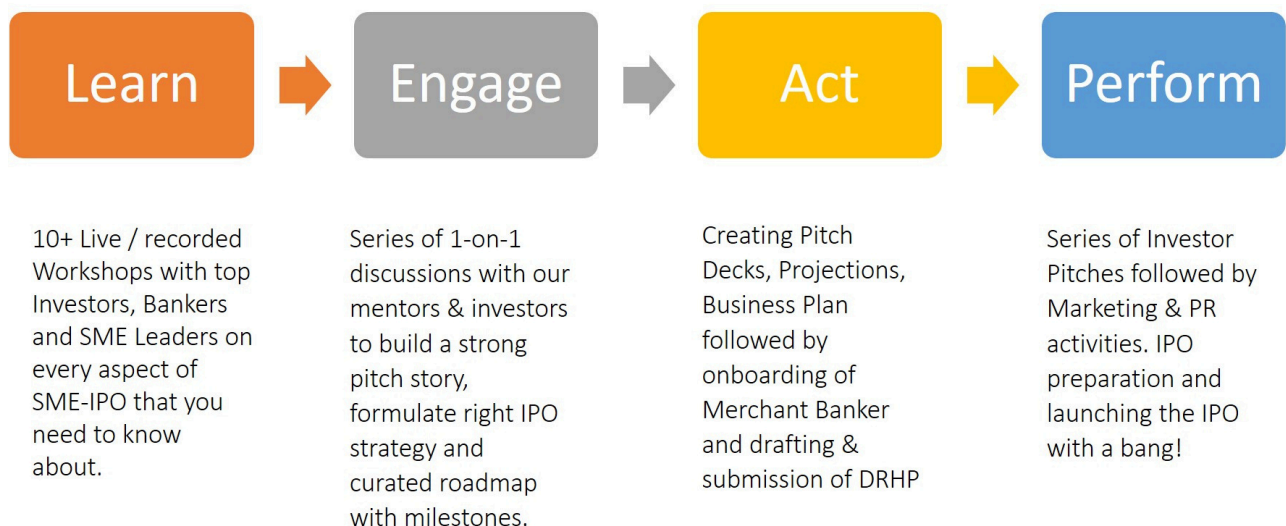 Learn
Engage
Act
Perform
10+ Live / recorded
Workshops with top
Investors, Bankers
and SME Leaders on
every aspect of
SME-IPO that you
need to know
about.
Series of 1-on-1
discussions with our
mentors & investors
to build a strong
pitch story,
formulate right IPO
strategy and
curated roadmap
with milestones.
Creating Pitch
Decks, Projections,
Business Plan
followed by
onboarding of
Merchant Banker
and drafting &
submission of DRHP
Series of Investor
Pitches followed by
Marketing & PR
activities. IPO
preparation and
launching the IPO
with a bang!